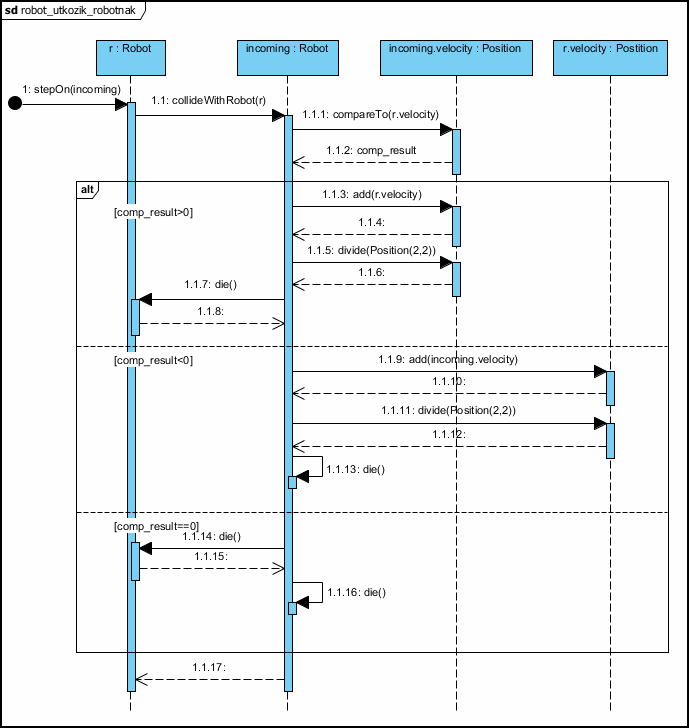 sd robot_utkozik_robotnak
r : Robot
incoming : Robot
incoming.velocity : Position
r.velocity : Postition
1: stepOn(incoming)
1.1: collideWithRobot(r)
1.1.1: compareTo(r.velocity)
1.1.2: comp_result
alt
[comp_result>0]
1.1.3: add(r.velocity)
1.1.4:
1.1.5: divide(Position(2,2))
1.1.6:
1.1.7: die()
1.1.8:
[comp_result<0]
1.1.9: add(incoming.velocity)
1.1.10:
1.1.11: divide(Position(2,2))
1.1.12:
1.1.13: die()
[comp_result==0]
1.1.14: die()
1.1.15:
1.1.16: die()
1.1.17: